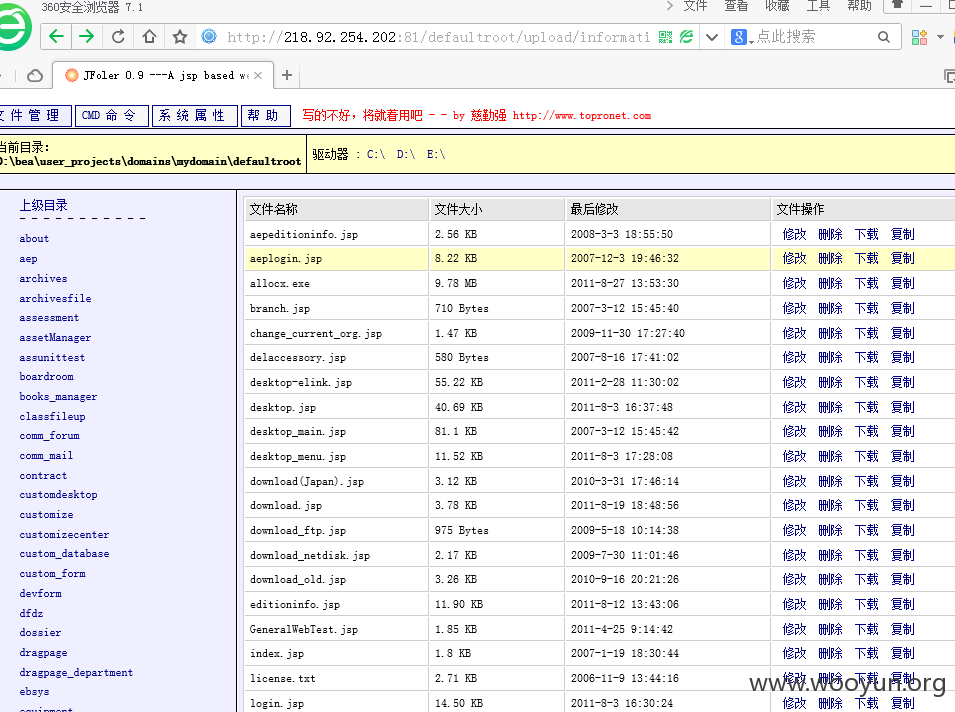 360安全浏览器 7.1
文件 查看 收藏 工具 帮助
http://218.92.254.202:81/defaultroot/upload/informati
点此搜索
JFoler 0.9 ---A jsp based we
文件管理 CMD 命令 系统属性 帮助 写的不好，将就着用吧 - - by 慈勤强 http://www.topronet.com
当前目录：
D:\bea\user_projects\domains\mydomain\defaultroot
驱动器 : C:\ D:\ E:\
上级目录
- - - - - - - - - - -
about
aep
archives
archivesfile
assessment
assetManager
assunittest
boardroom
books_manager
classfileup
comm_forum
comm_mail
contract
customdesktop
customize
customizecenter
custom_database
custom_form
devform
dfdz
dossier
dragpage
dragpage_department
ebsys
equipment
文件名称 文件大小 最后修改 文件操作
aepeditioninfo.jsp 2.56 KB 2008-3-3 18:55:50 修改 删除 下载 复制
aeplogin.jsp 8.22 KB 2007-12-3 19:46:32 修改 删除 下载 复制
allocx.exe 9.78 MB 2011-8-27 13:53:30 修改 删除 下载 复制
branch.jsp 710 Bytes 2007-3-12 15:45:40 修改 删除 下载 复制
change_current_org.jsp 1.47 KB 2009-11-30 17:27:40 修改 删除 下载 复制
delaccessory.jsp 580 Bytes 2007-8-16 17:41:02 修改 删除 下载 复制
desktop-elink.jsp 55.22 KB 2011-2-28 11:30:02 修改 删除 下载 复制
desktop.jsp 40.69 KB 2011-8-3 16:37:48 修改 删除 下载 复制
desktop_main.jsp 81.1 KB 2007-3-12 15:45:42 修改 删除 下载 复制
desktop_menu.jsp 11.52 KB 2011-8-3 17:28:08 修改 删除 下载 复制
download(Japan).jsp 3.12 KB 2010-3-31 17:46:14 修改 删除 下载 复制
download.jsp 3.78 KB 2011-8-19 18:48:56 修改 删除 下载 复制
download_ftp.jsp 975 Bytes 2009-5-18 10:14:38 修改 删除 下载 复制
download_netdisk.jsp 2.17 KB 2009-7-30 11:01:46 修改 删除 下载 复制
download_old.jsp 3.26 KB 2010-9-16 20:21:26 修改 删除 下载 复制
editioninfo.jsp 11.90 KB 2011-8-12 13:43:06 修改 删除 下载 复制
GeneralWebTest.jsp 1.85 KB 2011-4-25 9:14:42 修改 删除 下载 复制
index.jsp 1.8 KB 2007-1-19 18:30:44 修改 删除 下载 复制
license.txt 2.71 KB 2006-11-9 13:44:16 修改 删除 下载 复制
login.jsp 14.50 KB 2011-8-3 16:30:24 修改 删除 下载 复制
www.wooyun.org